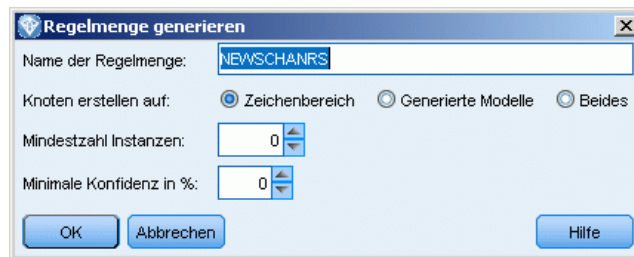 Regelmenge generieren
Name der Regelmenge: NEWSCHANRS
Knoten erstellen auf: Zeichenbereich Generierte Modelle Beides
Mindestzahl Instanzen: 0
Minimale Konfidenz in %: 0
OK Abbrechen Hilfe